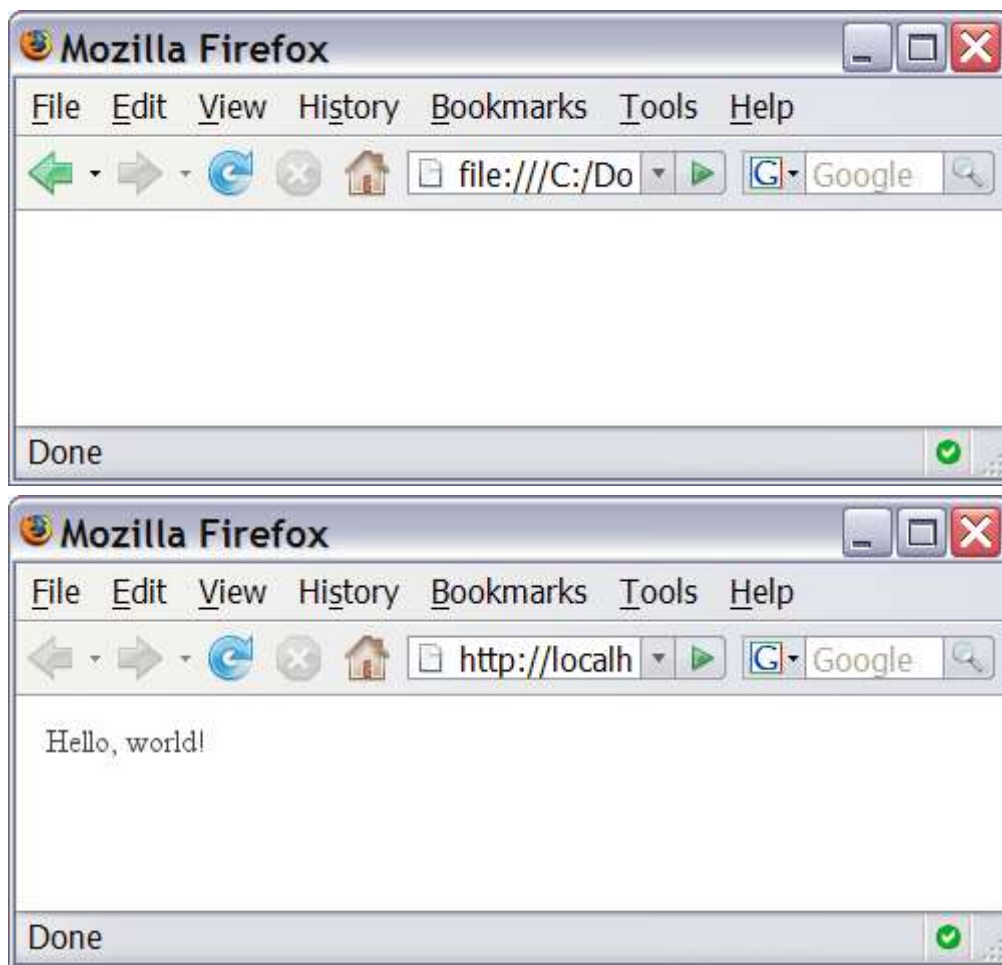 Mozilla Firefox
File Edit View History Bookmarks Tools Help
file:///C:/Do G Google
Done
Mozilla Firefox
File Edit View History Bookmarks Tools Help
http://localh G Google
Hello, world!
Done